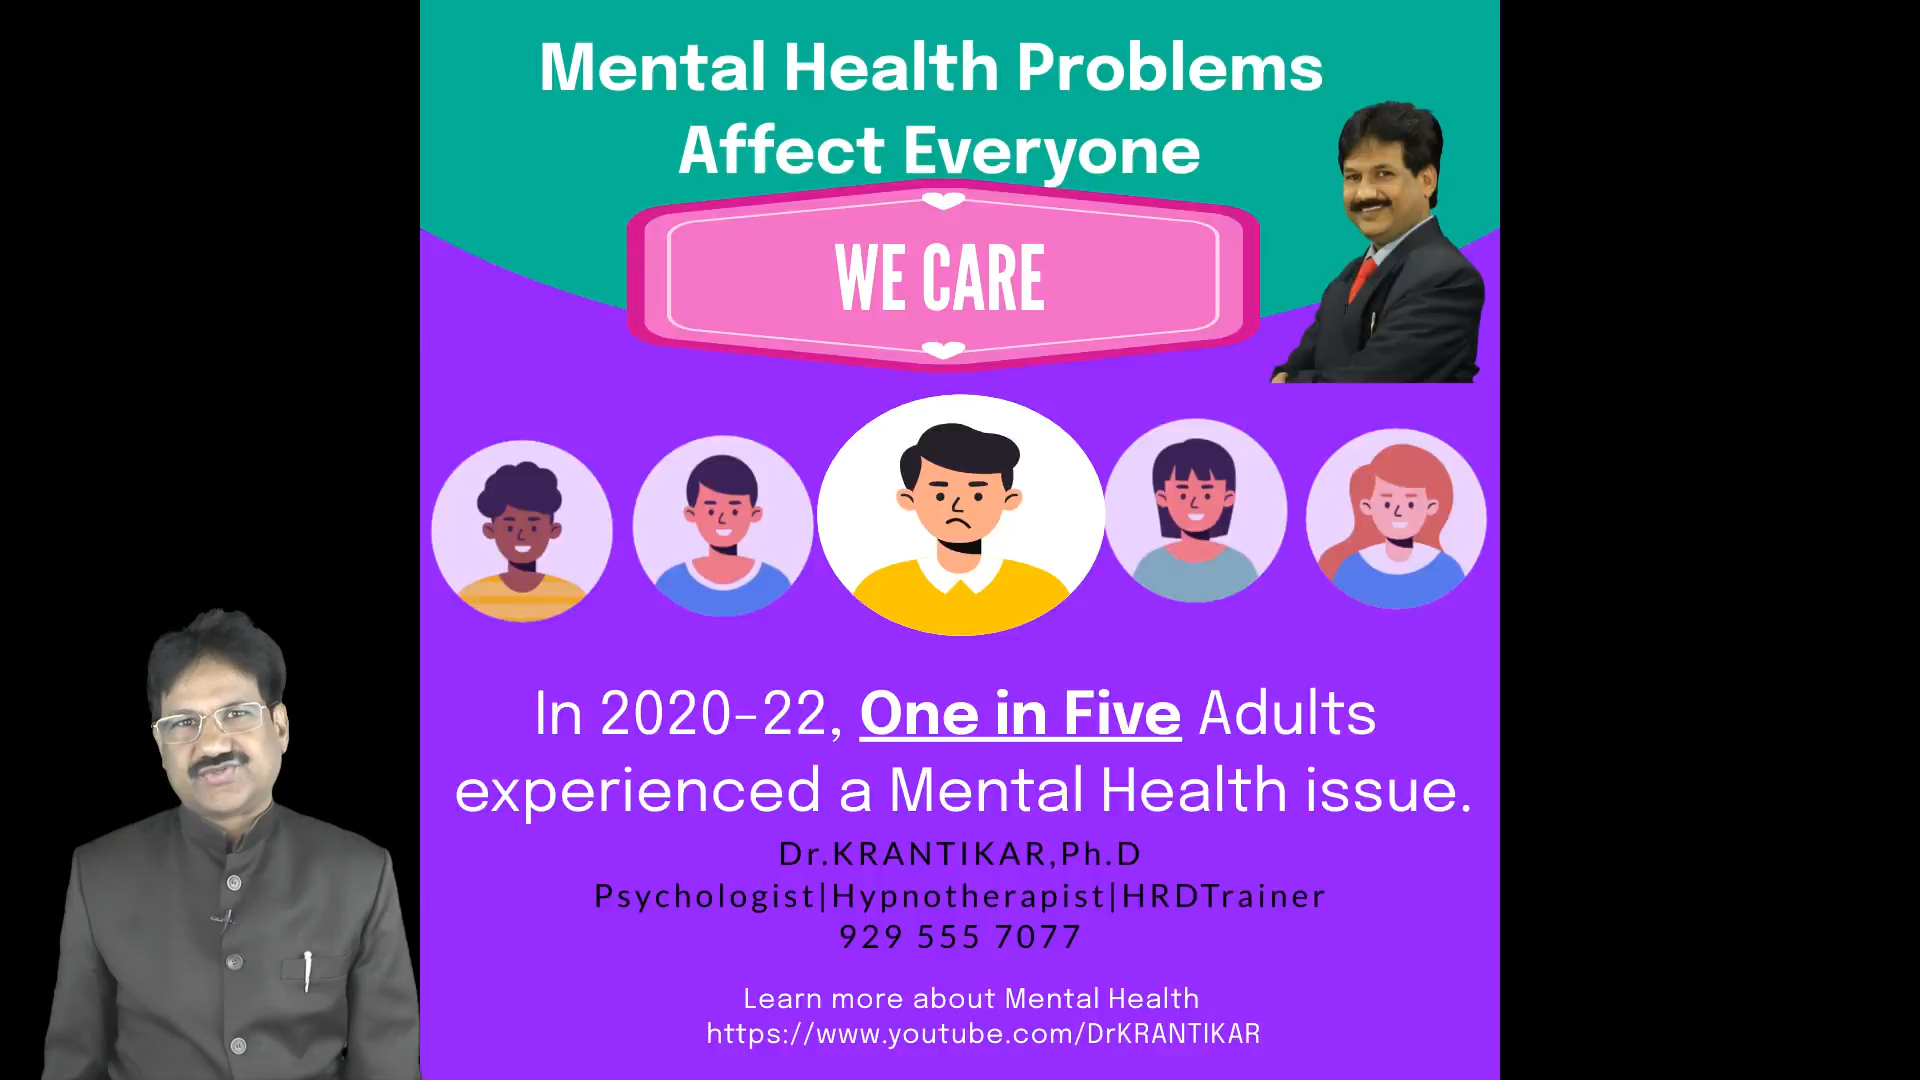 Mental Health Problems
Affect Everyone
WE CARE
In 2020-22, One in Five Adults
experienced a Mental Health issue.
Dr.KRANTIKAR,Ph.D
Psychologist|Hypnotherapist|HRDTrainer
929 555 7077
Learn more about Mental Health
https://www.youtube.com/DrKRANTIKAR